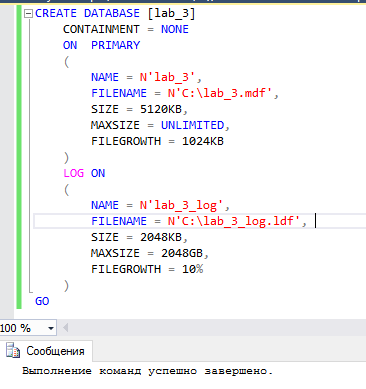 CREATE DATABASE [lab_3]
CONTAINMENT = NONE
ON PRIMARY
(
NAME = N'lab_3',
FILENAME = N'C:\lab_3.mdf',
SIZE = 5120KB,
MAXSIZE = UNLIMITED,
FILEGROWTH = 1024KB
)
LOG ON
(
NAME = N'lab_3_log',
FILENAME = N'C:\lab_3_log.ldf',
SIZE = 2048KB,
MAXSIZE = 2048GB,
FILEGROWTH = 10%
)
GO
100 %
Сообщения
Выполнение команд успешно завершено.